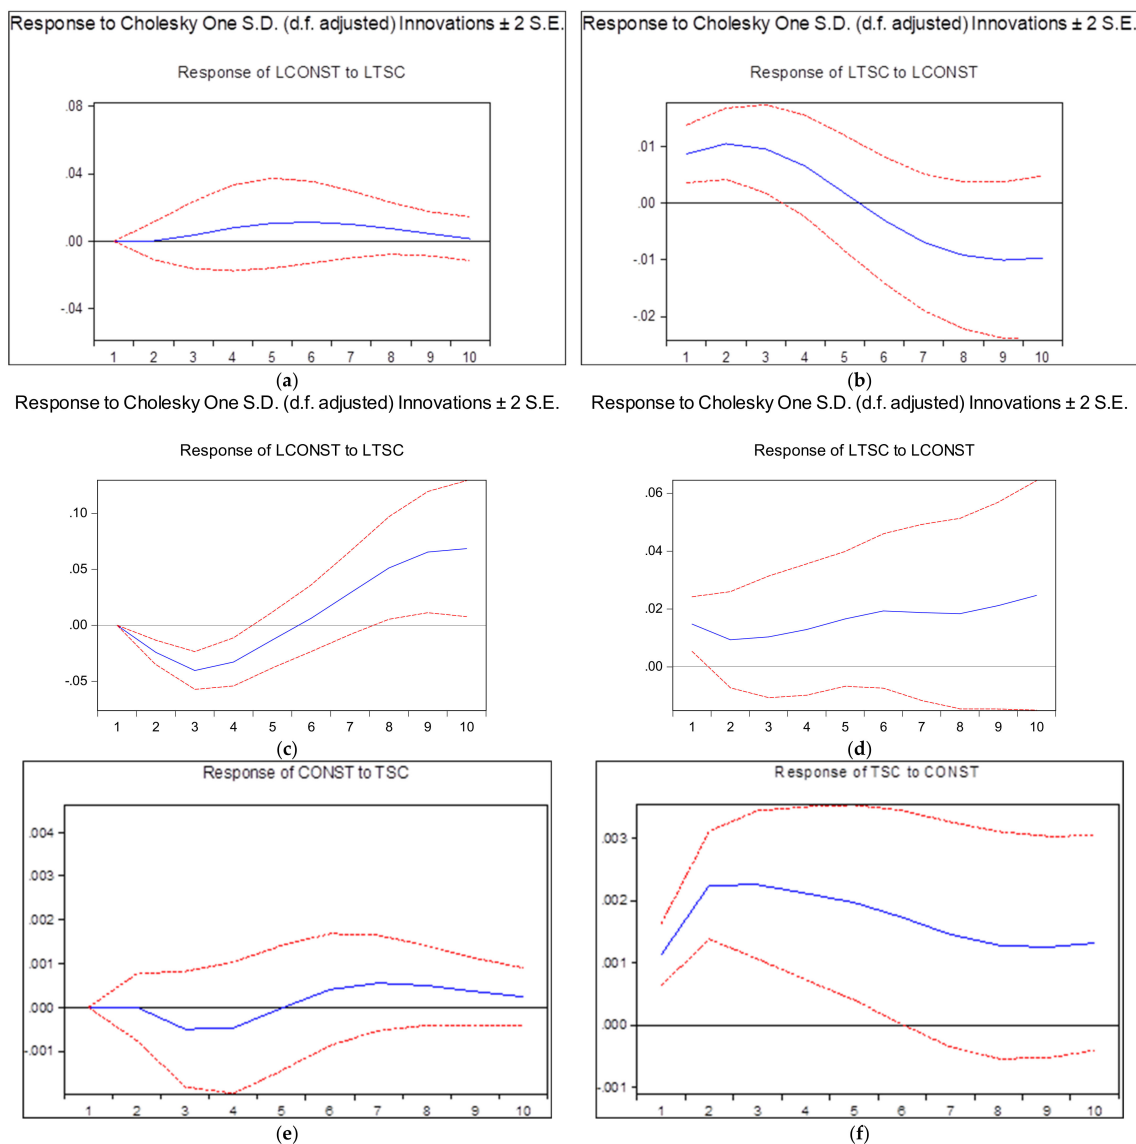 Response to Cholesky One S.D. (d.f. adjusted) Innovations ± 2 S.E.
Response of LCONST to LTSC
.08
.04
.00
-.04
1 2 3 4 5 6 7 8 9 10
(a)
Response to Cholesky One S.D. (d.f. adjusted) Innovations ± 2 S.E.
Response of LTSC to LCONST
.01
.00
-.01
-.02
1 2 3 4 5 6 7 8 9 10
(b)
Response to Cholesky One S.D. (d.f. adjusted) Innovations ± 2 S.E.
Response of LCONST to LTSC
.10
.05
.00
-.05
1 2 3 4 5 6 7 8 9 10
(c)
Response to Cholesky One S.D. (d.f. adjusted) Innovations ± 2 S.E.
Response of LTSC to LCONST
.06
.04
.02
.00
1 2 3 4 5 6 7 8 9 10
(d)
Response of CONST to TSC
.004
.003
.002
.001
.000
-.001
1 2 3 4 5 6 7 8 9 10
(e)
Response of TSC to CONST
.003
.002
.001
.000
-.001
1 2 3 4 5 6 7 8 9 10
(f)